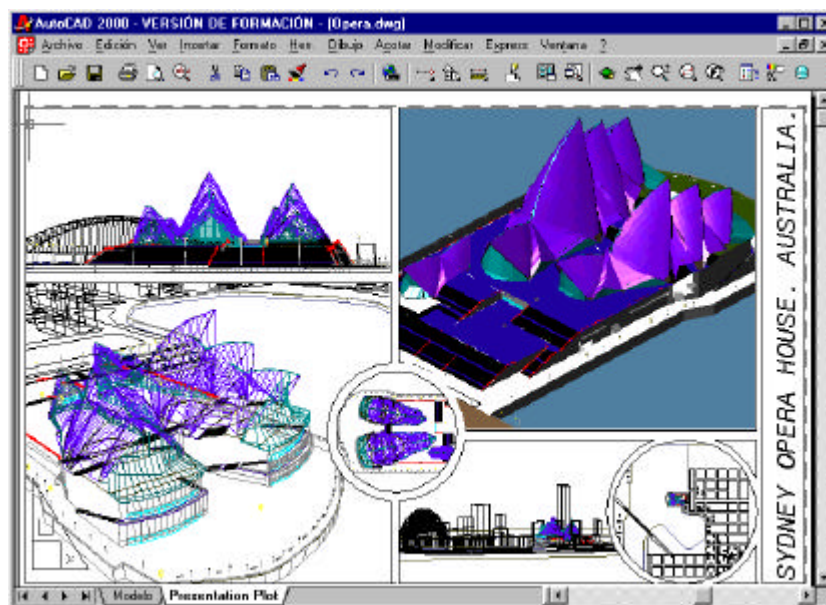 AutoCAD 2000 - VERSIÓN DE FORMACIÓN - [Opera.dwg]
Archivo Edición Ver Insertar Formato Herr. Dibujo Acotar Modificar Express Ventana ?
SYDNEY OPERA HOUSE. AUSTRALIA.
Modelo Presentation Plot